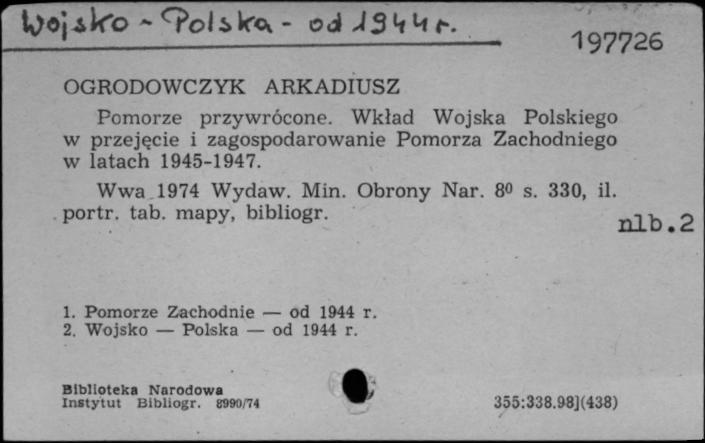 Wojsko - Polska - od 1944 r.
197726
OGRODOWCZYK ARKADIUSZ
Pomorze przywrócone. Wkład Wojska Polskiego
w przejęcie i zagospodarowanie Pomorza Zachodniego
w latach 1945-1947.
Wwa 1974 Wydaw. Min. Obrony Nar. 8⁰ s. 330, il.
portr. tab. mapy, bibliogr.
nlb.2
1. Pomorze Zachodnie — od 1944 r.
2. Wojsko — Polska — od 1944 r.
Biblioteka Narodowa
Instytut Bibliogr. 8990/74
355:338.98](438)